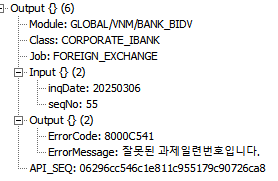 Output {} (6)
Module: GLOBAL/VNM/BANK_BIDV
Class: CORPORATE_IBANK
Job: FOREIGN_EXCHANGE
Input {} (2)
inqDate: 20250306
seqNo: 55
Output {} (2)
ErrorCode: 8000C541
ErrorMessage: 잘못된 과제일련번호입니다.
API_SEQ: 06296cc546c1e811c955179c90726ca8